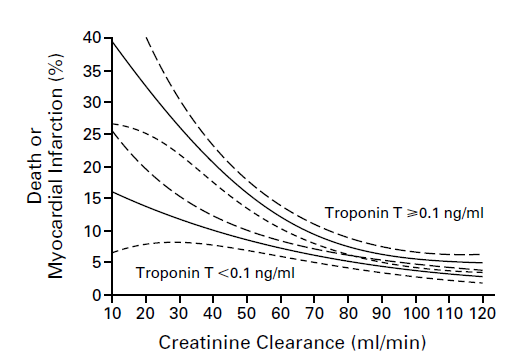 Death or
Myocardial Infarction (%)
40
35
30
25
20
15
10
5
0
Troponin T ⩾0.1 ng/ml
Troponin T <0.1 ng/ml
10 20 30 40 50 60 70 80 90 100 110 120
Creatinine Clearance (ml/min)